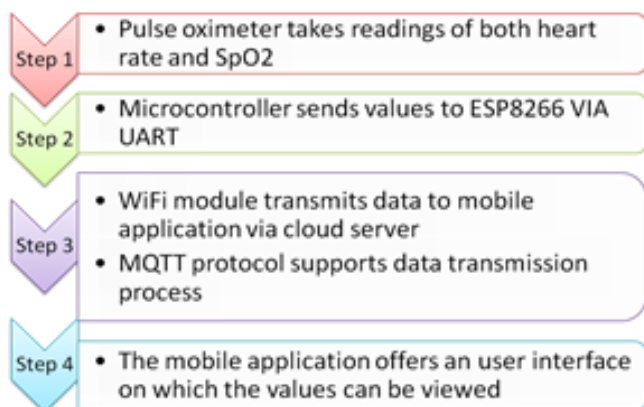 Step 1
• Pulse oximeter takes readings of both heart
rate and SpO2
Step 2
• Microcontroller sends values to ESP8266 VIA
UART
Step 3
• WiFi module transmits data to mobile
application via cloud server
• MQTT protocol supports data transmission
process
Step 4
• The mobile application offers an user interface
on which the values can be viewed